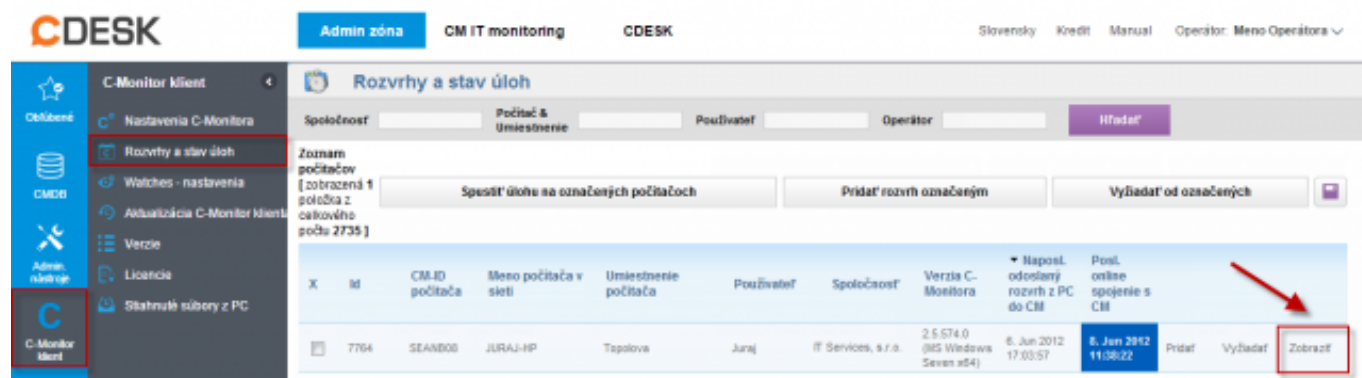 CDESK
Admin zóna
CM IT monitoring
CDESK
Slovensky
Kredit
Manual
Operátor: Meno Operátora
Obľúbené
CMDB
Admin. nástroje
C-Monitor klient
C-Monitor klient
Nastavenia C-Monitora
Rozvrhy a stav úloh
Watches - nastavenia
Aktualizácia C-Monitor klienta
Verzie
Licencie
Stiahnuté súbory z PC
Rozvrhy a stav úloh
Spoločnosť
Počítač & Umiestnenie
Používateľ
Operátor
Hľadať
Zoznam
počítačov
[ zobrazená 1
položka z
celkového
počtu 2735 ]
Spustiť úlohu na označených počítačoch
Pridať rozvrh označeným
Vyžiadať od označených
X
Id
CM-ID počítača
Meno počítača v sieti
Umiestnenie počítača
Používateľ
Spoločnosť
Verzia C-Monitora
Naposl. odoslaný rozvrh z PC do CM
Posl. online spojenie s CM
7764
SEANB08
JURAJ-HP
Topolova
Juraj
IT Services, s.r.o.
2.5.574.0 (MS Windows Seven x64)
6. Jun 2012 17:03:57
8. Jun 2012 11:38:22
Pridať
Vyžiadať
Zobraziť